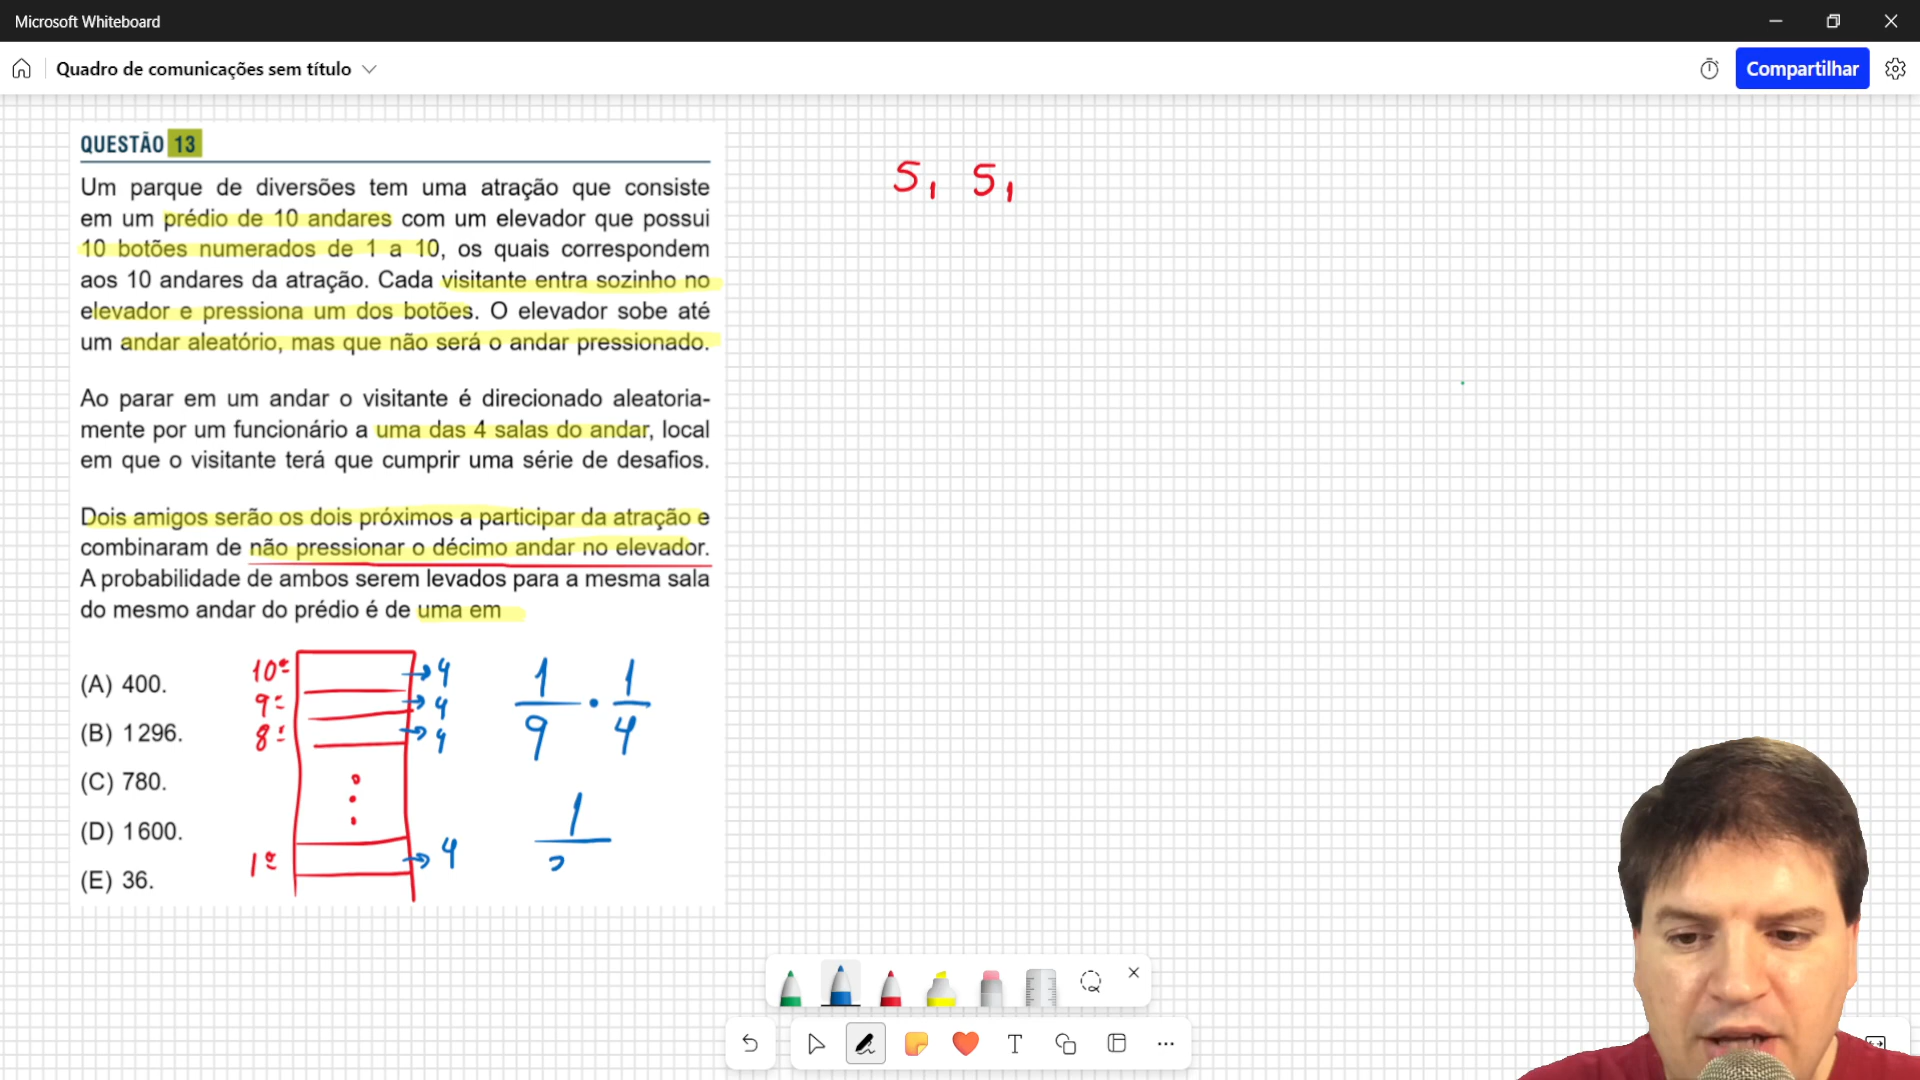 Microsoft Whiteboard
Quadro de comunicações sem título
Compartilhar
QUESTÃO 13
Um parque de diversões tem uma atração que consiste
em um prédio de 10 andares com um elevador que possui
10 botões numerados de 1 a 10, os quais correspondem
aos 10 andares da atração. Cada visitante entra sozinho no
elevador e pressiona um dos botões. O elevador sobe até
um andar aleatório, mas que não será o andar pressionado.
Ao parar em um andar o visitante é direcionado aleatoria-
mente por um funcionário a uma das 4 salas do andar, local
em que o visitante terá que cumprir uma série de desafios.
Dois amigos serão os dois próximos a participar da atração e
combinaram de não pressionar o décimo andar no elevador.
A probabilidade de ambos serem levados para a mesma sala
do mesmo andar do prédio é de uma em
(A) 400.
(B) 1296.
(C) 780.
(D) 1600.
(E) 36.
10º → 4
9º → 4
8º → 4
1º → 4
1/9 · 1/4
1
5, 5,
T